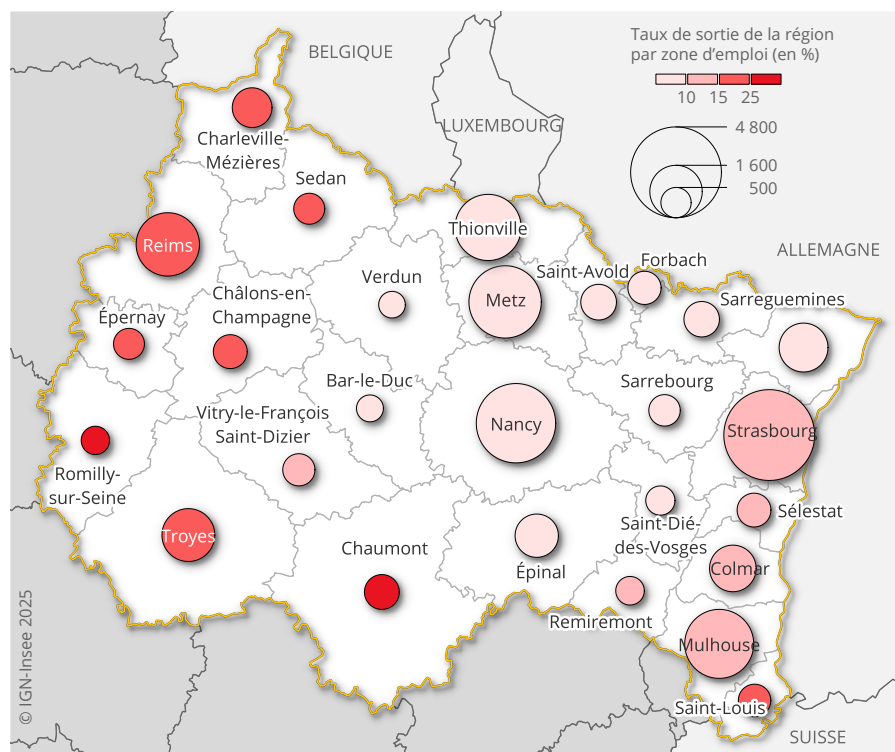 Taux de sortie de la région
par zone d'emploi (en %)
10 15 25
4 800
1 600
500
BELGIQUE
LUXEMBOURG
ALLEMAGNE
SUISSE
Charleville-
Mézières
Sedan
Reims
Thionville
Forbach
Saint-Avold
Verdun
Metz
Sarreguemines
Châlons-en-
Champagne
Épernay
Bar-le-Duc
Sarrebourg
Vitry-le-François
Saint-Dizier
Nancy
Strasbourg
Romilly-
sur-Seine
Sélestat
Troyes
Chaumont
Épinal
Saint-Dié-
des-Vosges
Colmar
Remiremont
Mulhouse
Saint-Louis
© IGN-Insee 2025